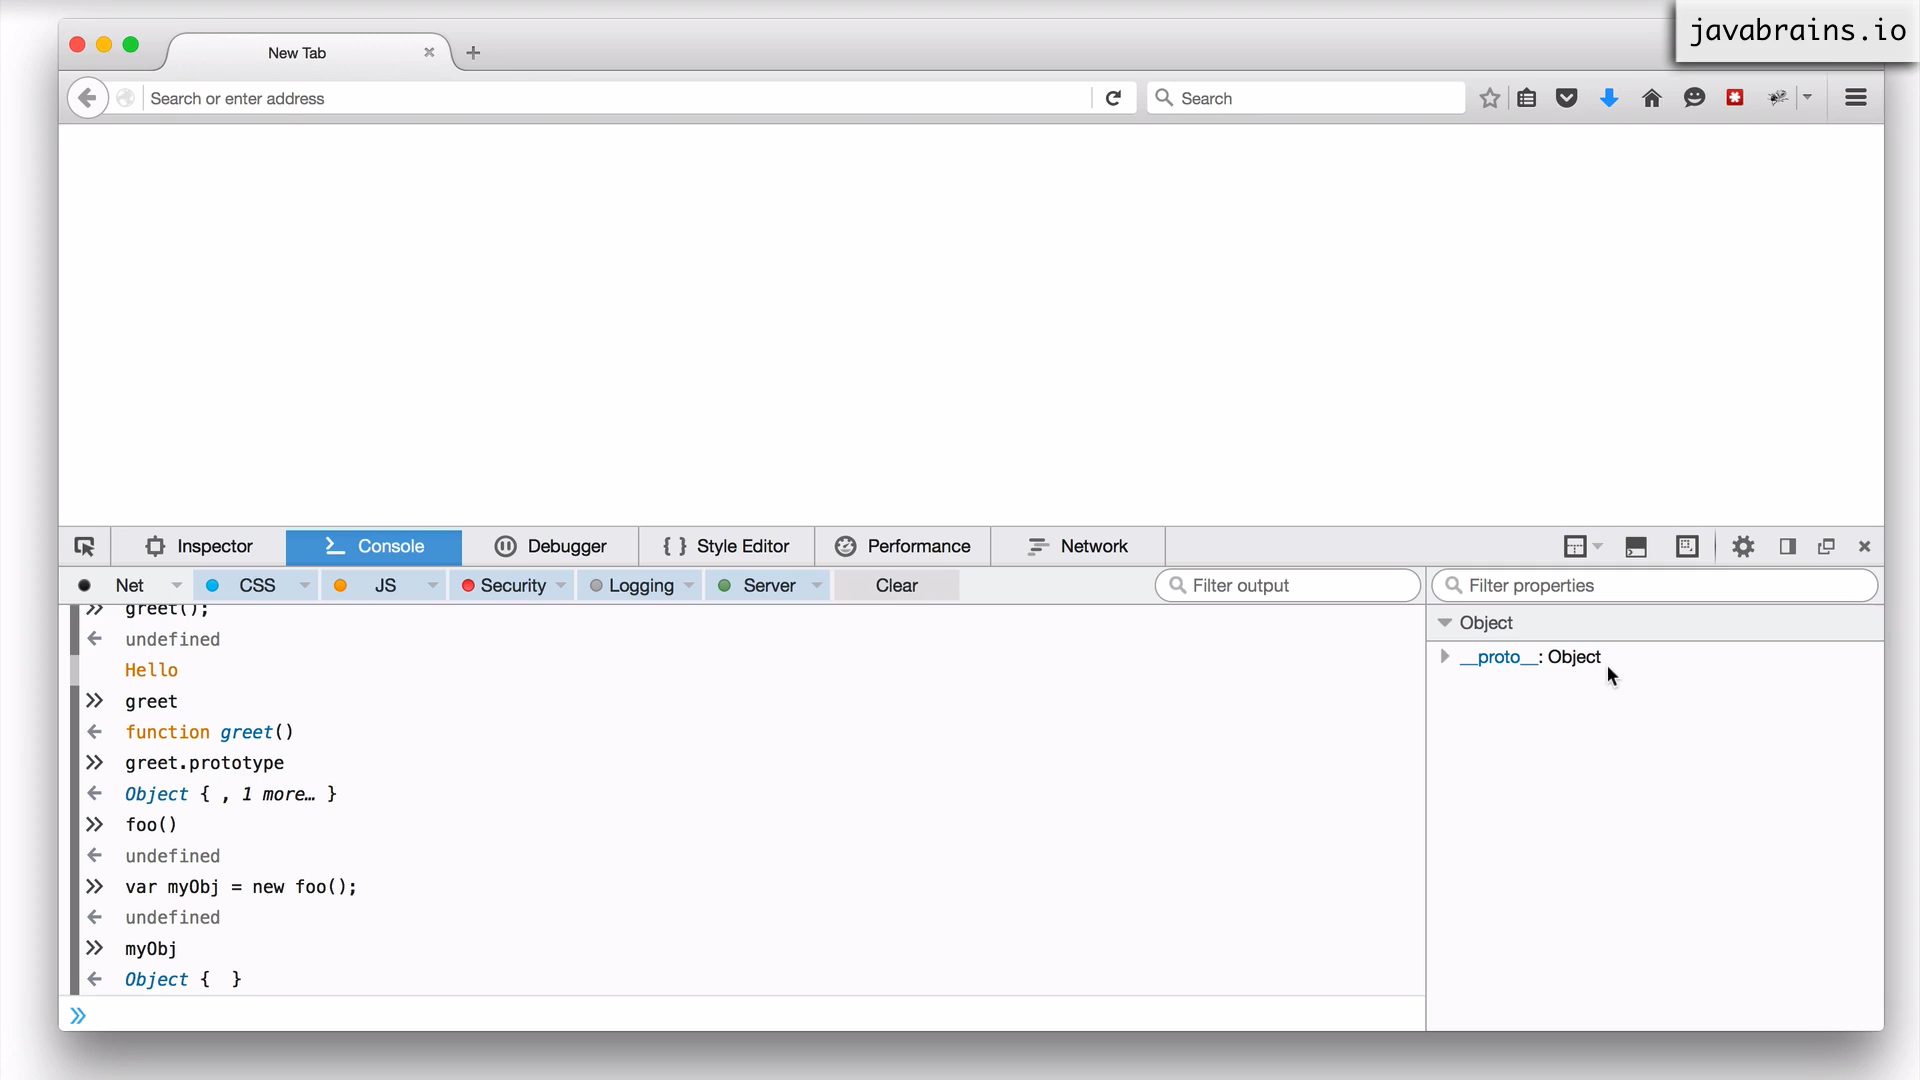 javabrains.io
New Tab
Search or enter address
Search
Inspector
Console
Debugger
{ } Style Editor
Performance
Network
Net
CSS
JS
Security
Logging
Server
Clear
Filter output
Filter properties
greet();
undefined
Hello
greet
function greet()
greet.prototype
Object { , 1 more… }
foo()
undefined
var myObj = new foo();
undefined
myObj
Object { }
Object
__proto__: Object